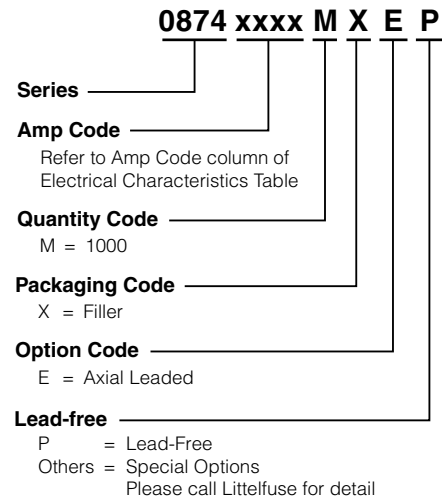 0874 xxxx M X E P
Series
Amp Code
Refer to Amp Code column of
Electrical Characteristics Table
Quantity Code
M = 1000
Packaging Code
X = Filler
Option Code
E = Axial Leaded
Lead-free
P = Lead-Free
Others = Special Options
Please call Littelfuse for detail